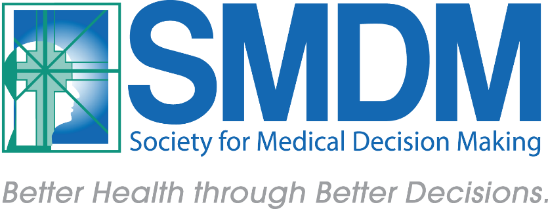 SMDM
Society for Medical Decision Making
Better Health through Better Decisions.